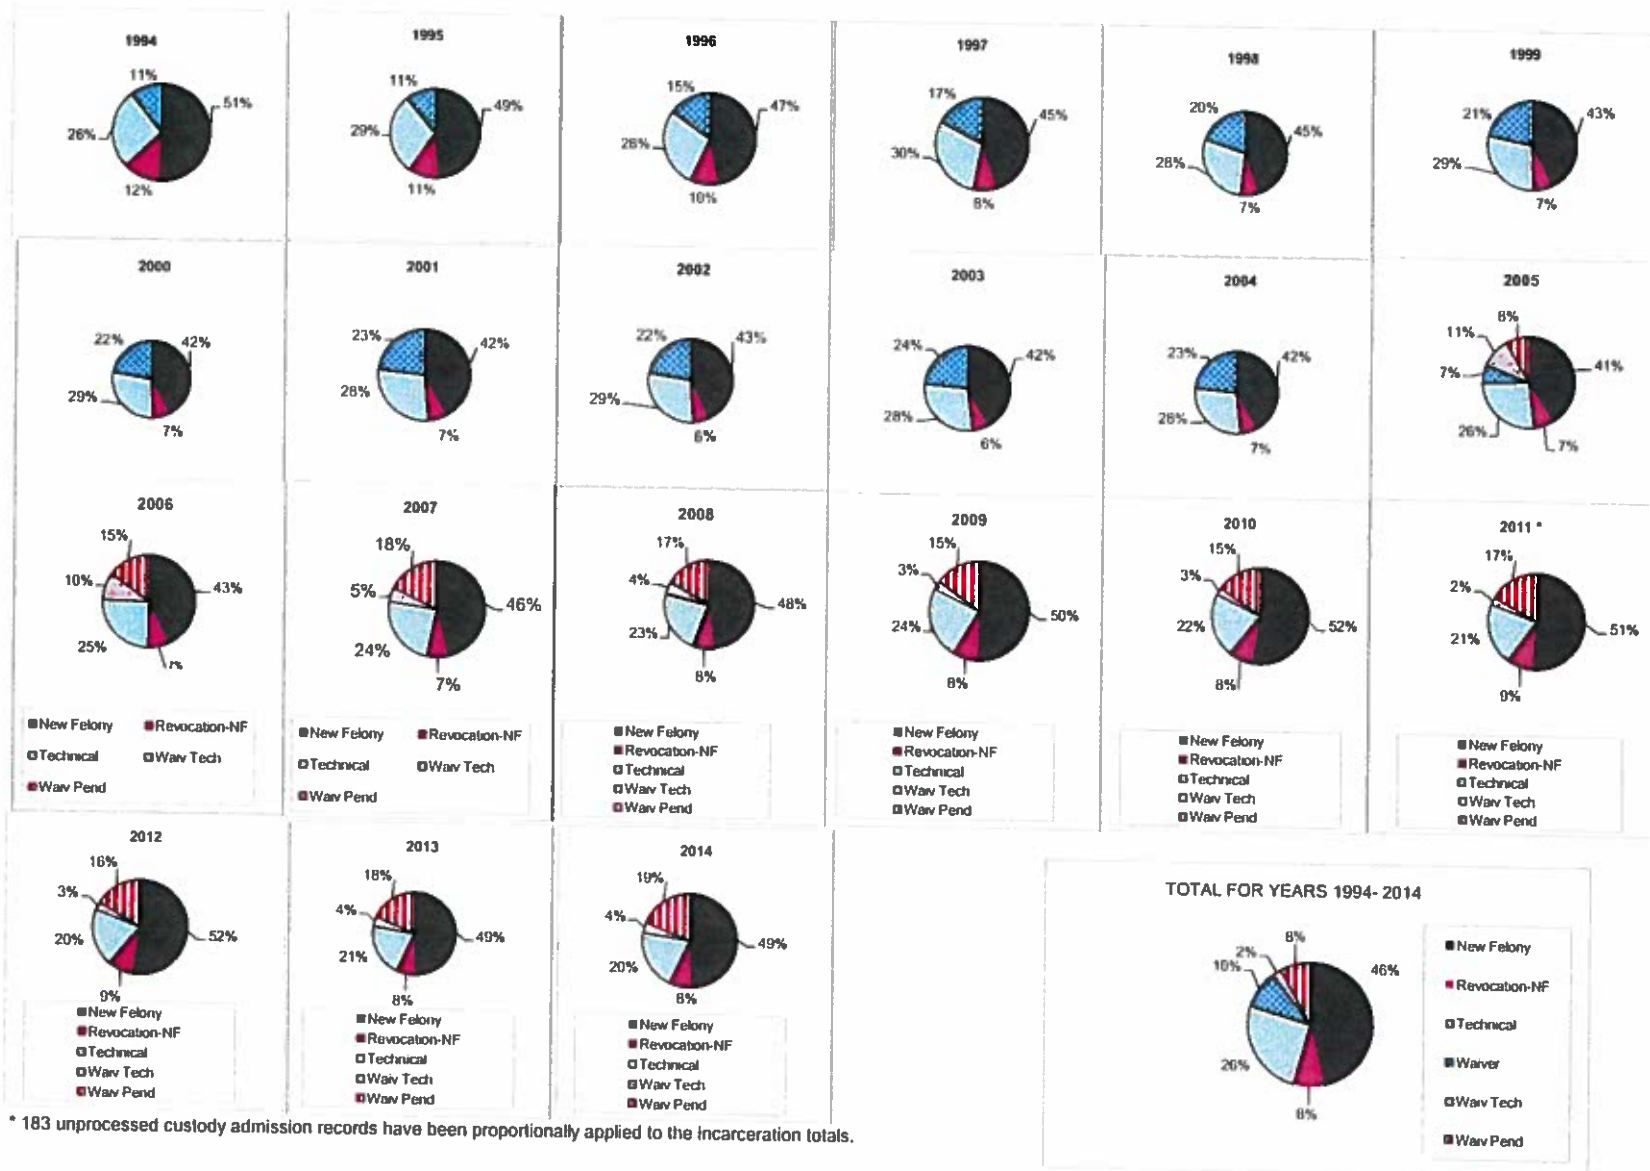 1994
11%
51%
26%
12%
1995
11%
49%
29%
11%
1996
15%
47%
28%
10%
1997
17%
45%
30%
8%
1998
20%
45%
28%
7%
1999
21%
43%
29%
7%
2000
22%
42%
29%
7%
2001
23%
42%
28%
7%
2002
22%
43%
29%
6%
2003
24%
42%
28%
6%
2004
23%
42%
28%
7%
2005
8%
11%
7%
41%
26%
7%
2006
15%
10%
43%
25%
7%
New Felony Revocation-NF
Technical Waiv Tech
Waiv Pend
2007
18%
5%
46%
24%
7%
New Felony Revocation-NF
Technical Waiv Tech
Waiv Pend
2008
17%
4%
48%
23%
8%
New Felony
Revocation-NF
Technical
Waiv Tech
Waiv Pend
2009
15%
3%
50%
24%
8%
New Felony
Revocation-NF
Technical
Waiv Tech
Waiv Pend
2010
15%
3%
52%
22%
8%
New Felony
Revocation-NF
Technical
Waiv Tech
Waiv Pend
2011 *
17%
2%
51%
21%
9%
New Felony
Revocation-NF
Technical
Waiv Tech
Waiv Pend
2012
16%
3%
52%
20%
9%
New Felony
Revocation-NF
Technical
Waiv Tech
Waiv Pend
2013
18%
4%
49%
21%
8%
New Felony
Revocation-NF
Technical
Waiv Tech
Waiv Pend
2014
19%
4%
49%
20%
8%
New Felony
Revocation-NF
Technical
Waiv Tech
Waiv Pend
TOTAL FOR YEARS 1994- 2014
8%
2%
10%
46%
26%
8%
New Felony
Revocation-NF
Technical
Waiver
Waiv Tech
Waiv Pend
* 183 unprocessed custody admission records have been proportionally applied to the incarceration totals.